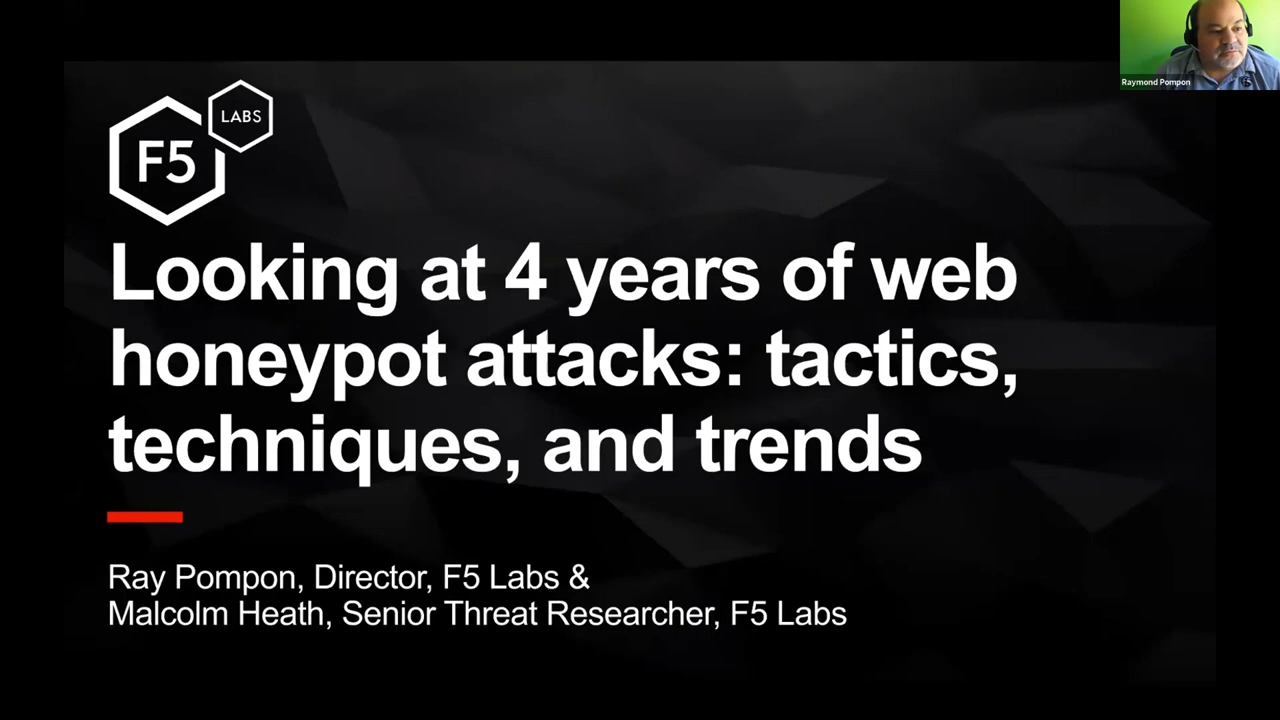 F5
LABS
Looking at 4 years of web
honeypot attacks: tactics,
techniques, and trends
Ray Pompon, Director, F5 Labs &
Malcolm Heath, Senior Threat Researcher, F5 Labs
Raymond Pompon